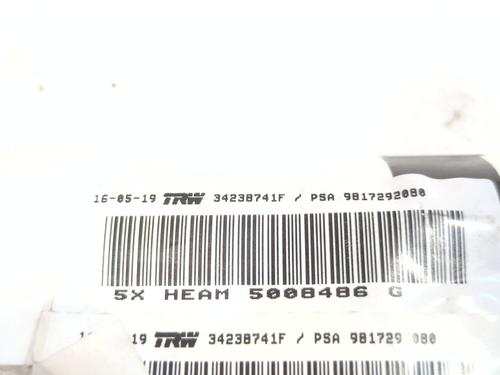 16-05-19 TRW 34238741F / PSA 9817292080
5X HEAM 5008486 G
19 TRW 34238741F / PSA 981729 080